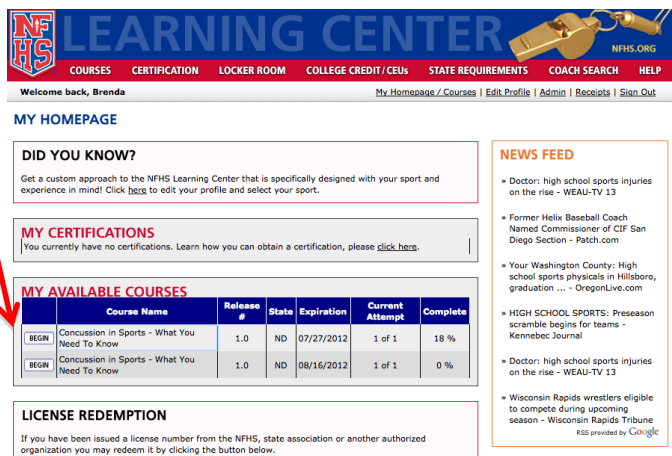 NF
HS
LEARNING CENTER
NFHS.ORG
COURSES CERTIFICATION LOCKER ROOM COLLEGE CREDIT/CEUs STATE REQUIREMENTS COACH SEARCH HELP
Welcome back, Brenda
My Homepage / Courses | Edit Profile | Admin | Receipts | Sign Out
MY HOMEPAGE
DID YOU KNOW?
Get a custom approach to the NFHS Learning Center that is specifically designed with your sport and
experience in mind! Click here to edit your profile and select your sport.
MY CERTIFICATIONS
You currently have no certifications. Learn how you can obtain a certification, please click here.
MY AVAILABLE COURSES
Course Name Release # State Expiration Current Attempt Complete
BEGIN Concussion in Sports - What You Need To Know 1.0 ND 07/27/2012 1 of 1 18 %
BEGIN Concussion in Sports - What You Need To Know 1.0 ND 08/16/2012 1 of 1 0 %
LICENSE REDEMPTION
If you have been issued a license number from the NFHS, state association or another authorized
organization you may redeem it by clicking the button below.
NEWS FEED
» Doctor: high school sports injuries
on the rise - WEAU-TV 13
» Former Helix Baseball Coach
Named Commissioner of CIF San
Diego Section - Patch.com
» Your Washington County: High
school sports physicals in Hillsboro,
graduation ... - OregonLive.com
» HIGH SCHOOL SPORTS: Preseason
scramble begins for teams -
Kennebec Journal
» Doctor: high school sports injuries
on the rise - WEAU-TV 13
» Wisconsin Rapids wrestlers eligible
to compete during upcoming
season - Wisconsin Rapids Tribune
RSS provided by Google